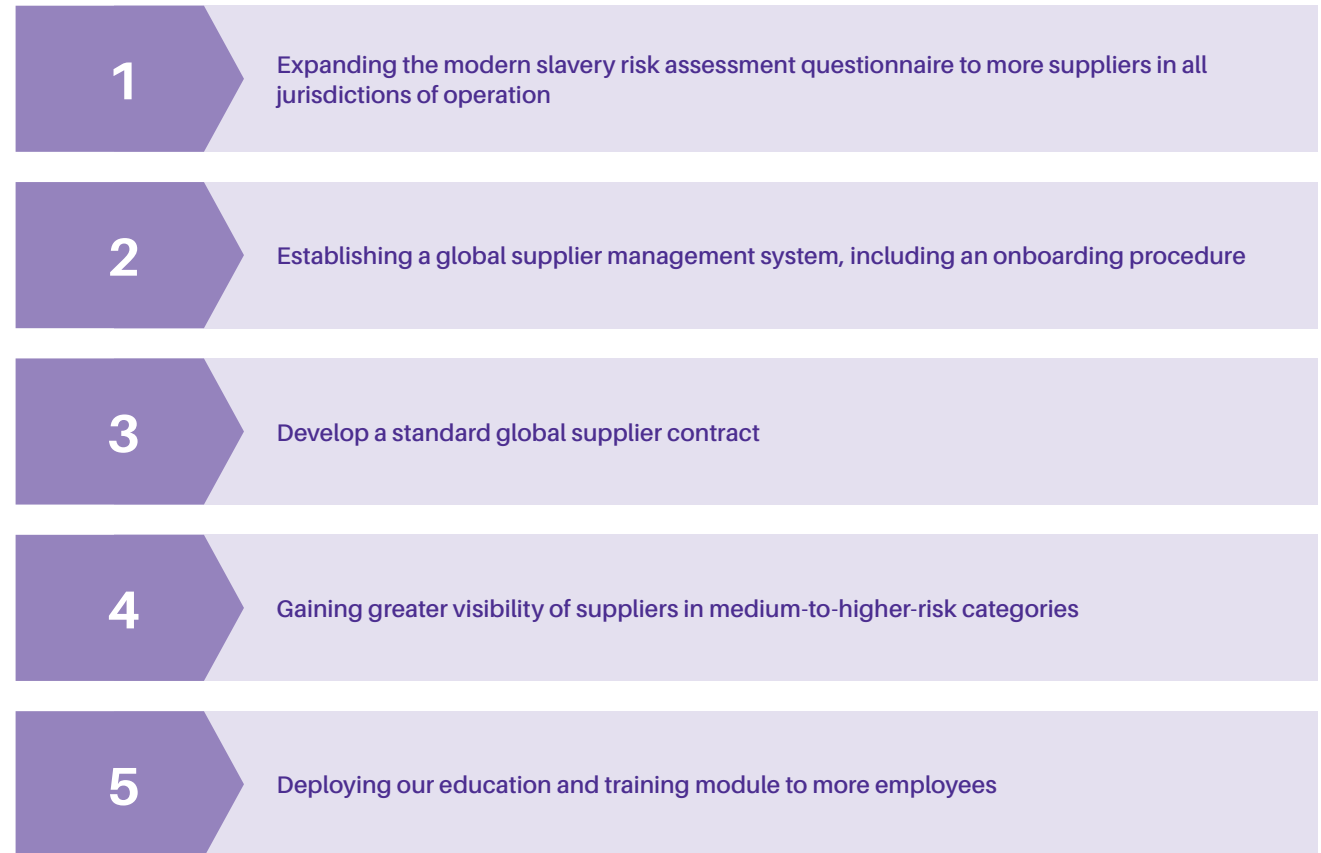 1
Expanding the modern slavery risk assessment questionnaire to more suppliers in all
jurisdictions of operation
2
Establishing a global supplier management system, including an onboarding procedure
3
Develop a standard global supplier contract
4
Gaining greater visibility of suppliers in medium-to-higher-risk categories
5
Deploying our education and training module to more employees